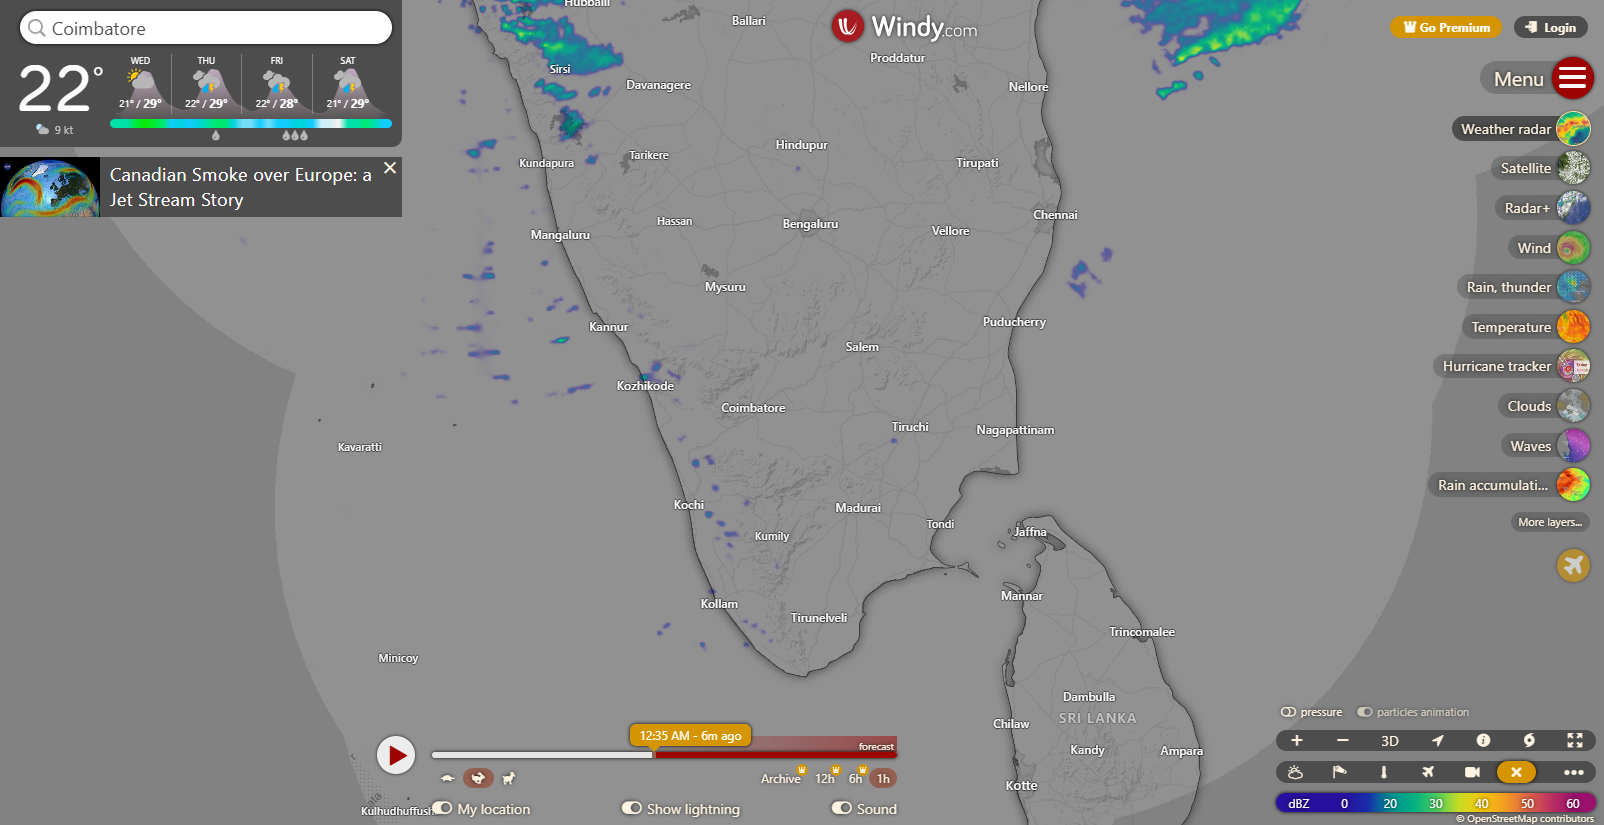 Coimbatore
22°
9 kt
WED
21° / 29°
THU
22° / 29°
FRI
22° / 28°
SAT
21° / 29°
Canadian Smoke over Europe: a
Jet Stream Story
Windy.com
Go Premium
Login
Menu
Weather radar
Satellite
Radar+
Wind
Rain, thunder
Temperature
Hurricane tracker
Clouds
Waves
Rain accumulati...
More layers...
Hubballi
Ballari
Proddatur
Sirsi
Davanagere
Nellore
Kundapura
Tarikere
Hindupur
Tirupati
Hassan
Chennai
Mangaluru
Bengaluru
Vellore
Mysuru
Kannur
Puducherry
Salem
Kozhikode
Coimbatore
Tiruchi
Nagapattinam
Kavaratti
Kochi
Madurai
Tondi
Jaffna
Kumily
Mannar
Kollam
Tirunelveli
Trincomalee
Minicoy
Dambulla
Chilaw
SRI LANKA
Kandy
Ampara
Kotte
Kulhudhuffush
12:35 AM - 6m ago
forecast
Archive
12h
6h
1h
My location
Show lightning
Sound
pressure
particles animation
+
−
3D
dBZ 0 20 30 40 50 60
© OpenStreetMap contributors